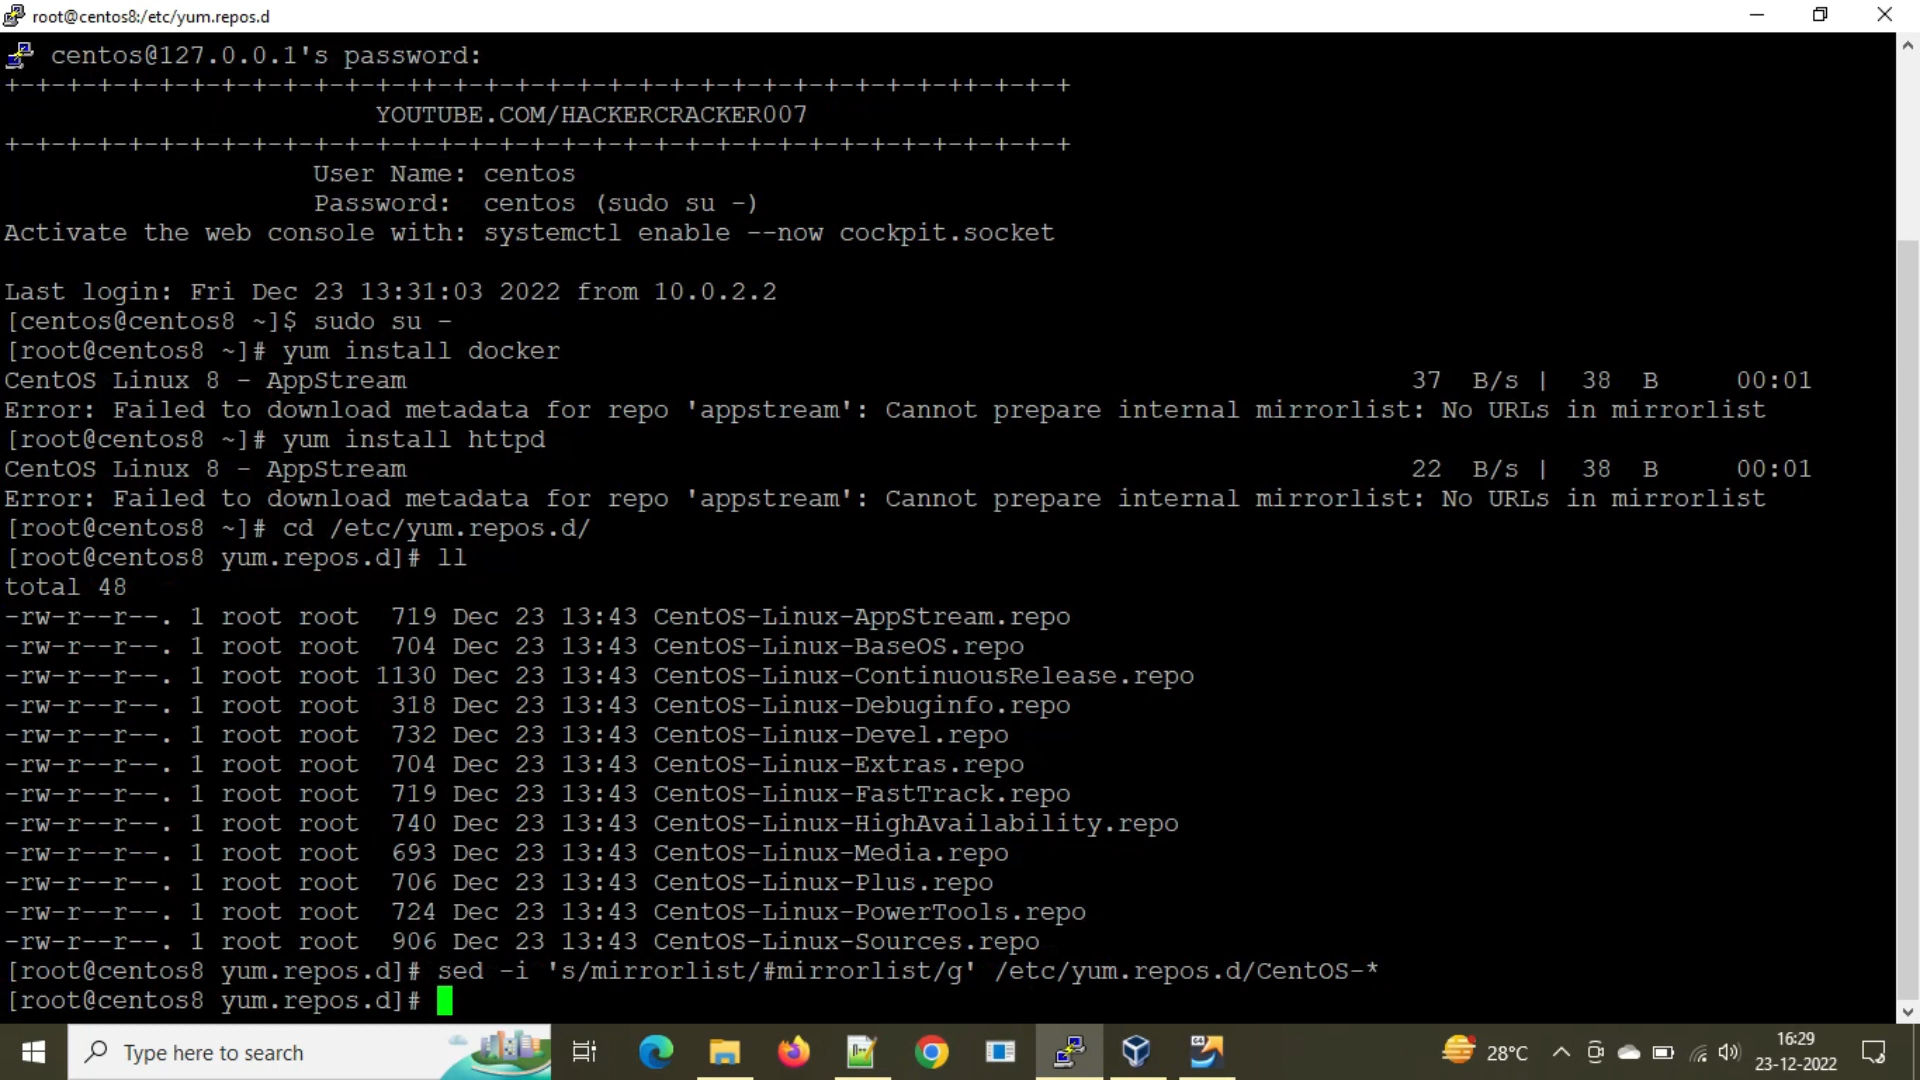 root@centos8:/etc/yum.repos.d
centos@127.0.0.1's password:
+-+-+-+-+-+-+-+-+-+-+-+-+-++-+-+-+-+-+-+-+-+-+-+-+-+-+-+-+-+-++-+-+-+
YOUTUBE.COM/HACKERCRACKER007
+-+-+-+-+-+-+-+-+-+-+-+-+-+-+-+-+-+-+-+-+-+-+-+-+-+-+-+-+-+-+-+-+-+-+
User Name: centos
Password:  centos (sudo su -)
Activate the web console with: systemctl enable --now cockpit.socket
Last login: Fri Dec 23 13:31:03 2022 from 10.0.2.2
[centos@centos8 ~]$ sudo su -
[root@centos8 ~]# yum install docker
CentOS Linux 8 - AppStream 37  B/s |  38  B     00:01
Error: Failed to download metadata for repo 'appstream': Cannot prepare internal mirrorlist: No URLs in mirrorlist
[root@centos8 ~]# yum install httpd
CentOS Linux 8 - AppStream 22  B/s |  38  B     00:01
Error: Failed to download metadata for repo 'appstream': Cannot prepare internal mirrorlist: No URLs in mirrorlist
[root@centos8 ~]# cd /etc/yum.repos.d/
[root@centos8 yum.repos.d]# ll
total 48
-rw-r--r--. 1 root root  719 Dec 23 13:43 CentOS-Linux-AppStream.repo
-rw-r--r--. 1 root root  704 Dec 23 13:43 CentOS-Linux-BaseOS.repo
-rw-r--r--. 1 root root 1130 Dec 23 13:43 CentOS-Linux-ContinuousRelease.repo
-rw-r--r--. 1 root root  318 Dec 23 13:43 CentOS-Linux-Debuginfo.repo
-rw-r--r--. 1 root root  732 Dec 23 13:43 CentOS-Linux-Devel.repo
-rw-r--r--. 1 root root  704 Dec 23 13:43 CentOS-Linux-Extras.repo
-rw-r--r--. 1 root root  719 Dec 23 13:43 CentOS-Linux-FastTrack.repo
-rw-r--r--. 1 root root  740 Dec 23 13:43 CentOS-Linux-HighAvailability.repo
-rw-r--r--. 1 root root  693 Dec 23 13:43 CentOS-Linux-Media.repo
-rw-r--r--. 1 root root  706 Dec 23 13:43 CentOS-Linux-Plus.repo
-rw-r--r--. 1 root root  724 Dec 23 13:43 CentOS-Linux-PowerTools.repo
-rw-r--r--. 1 root root  906 Dec 23 13:43 CentOS-Linux-Sources.repo
[root@centos8 yum.repos.d]# sed -i 's/mirrorlist/#mirrorlist/g' /etc/yum.repos.d/CentOS-*
[root@centos8 yum.repos.d]#
Type here to search
28°C
16:29
23-12-2022